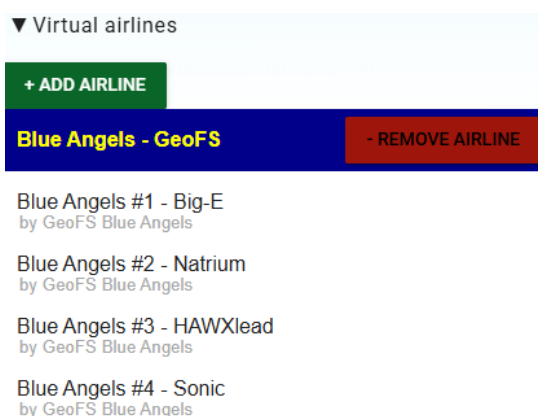 ▼ Virtual airlines
+ ADD AIRLINE
Blue Angels - GeoFS
- REMOVE AIRLINE
Blue Angels #1 - Big-E
by GeoFS Blue Angels
Blue Angels #2 - Natrium
by GeoFS Blue Angels
Blue Angels #3 - HAWXlead
by GeoFS Blue Angels
Blue Angels #4 - Sonic
by GeoFS Blue Angels